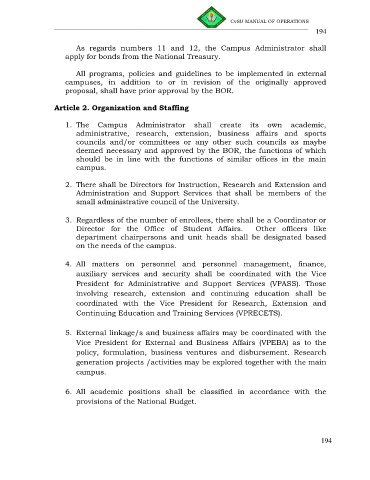 CvSU MANUAL OF OPERATIONS
194
As regards numbers 11 and 12, the Campus Administrator shall
apply for bonds from the National Treasury.
All programs, policies and guidelines to be implemented in external
campuses, in addition to or in revision of the originally approved
proposal, shall have prior approval by the BOR.
Article 2. Organization and Staffing
1. The Campus Administrator shall create its own academic,
administrative, research, extension, business affairs and sports
councils and/or committees or any other such councils as maybe
deemed necessary and approved by the BOR, the functions of which
should be in line with the functions of similar offices in the main
campus.
2. There shall be Directors for Instruction, Research and Extension and
Administration and Support Services that shall be members of the
small administrative council of the University.
3. Regardless of the number of enrollees, there shall be a Coordinator or
Director for the Office of Student Affairs. Other officers like
department chairpersons and unit heads shall be designated based
on the needs of the campus.
4. All matters on personnel and personnel management, finance,
auxiliary services and security shall be coordinated with the Vice
President for Administrative and Support Services (VPASS). Those
involving research, extension and continuing education shall be
coordinated with the Vice President for Research, Extension and
Continuing Education and Training Services (VPRECETS).
5. External linkage/s and business affairs may be coordinated with the
Vice President for External and Business Affairs (VPEBA) as to the
policy, formulation, business ventures and disbursement. Research
generation projects /activities may be explored together with the main
campus.
6. All academic positions shall be classified in accordance with the
provisions of the National Budget.
194